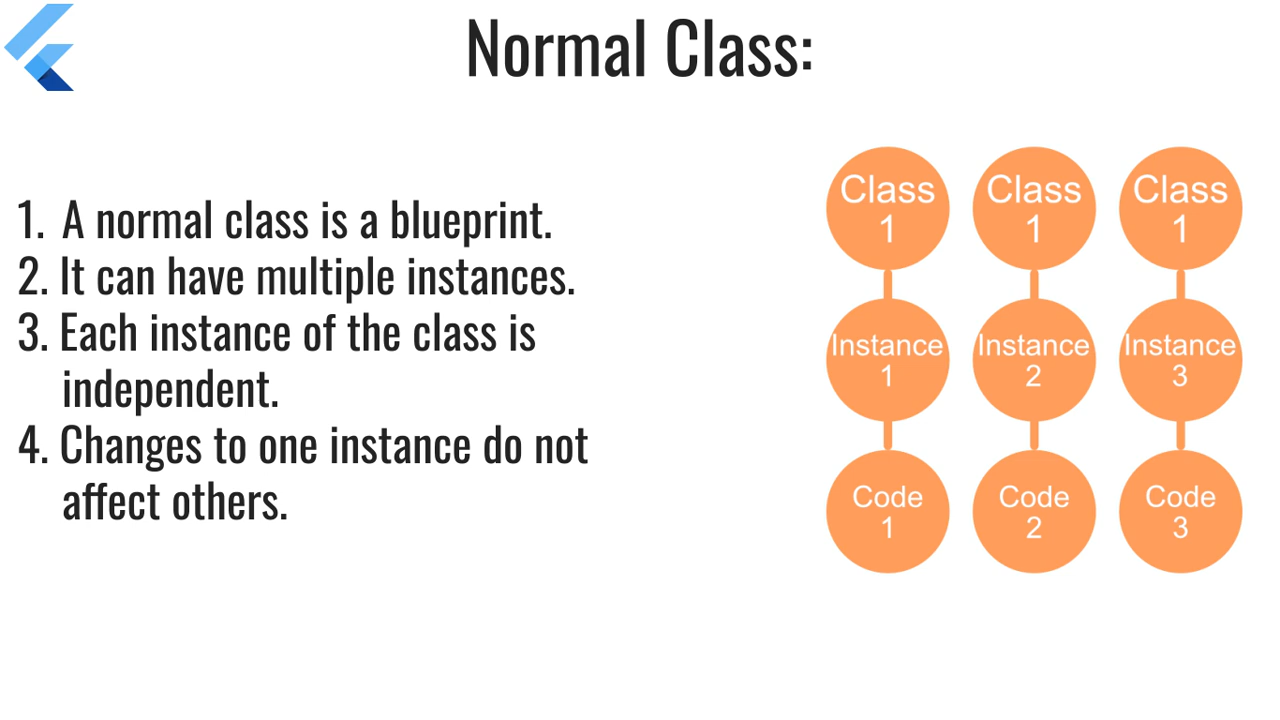 Normal Class:
1. A normal class is a blueprint.
2. It can have multiple instances.
3. Each instance of the class is
independent.
4. Changes to one instance do not
affect others.
Class
1
Class
1
Class
1
Instance
1
Instance
2
Instance
3
Code
1
Code
2
Code
3